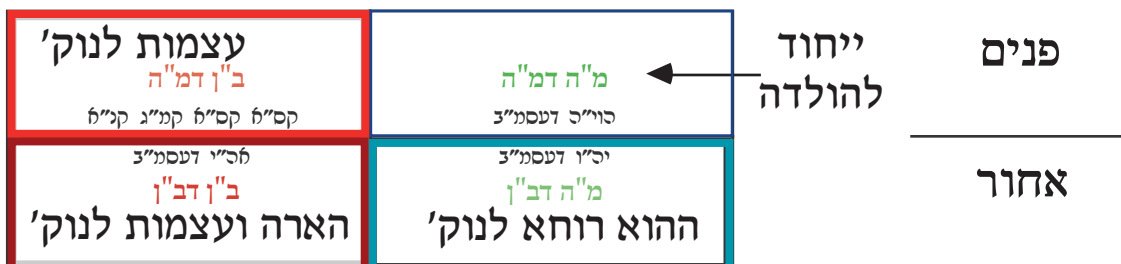 פנים
ייחוד
להולדה
מ"ה דמ"ה
הוי"ה דעסמ"ב
עצמות לנוק'
ב"ן דמ"ה
קס"א קס"א קמ"ג קנ"א
אחור
יה"ו דעסמ"ב
מ"ה דב"ן
ההוא רוחא לנוק'
אה"י דעסמ"ב
ב"ן דב"ן
הארה ועצמות לנוק'